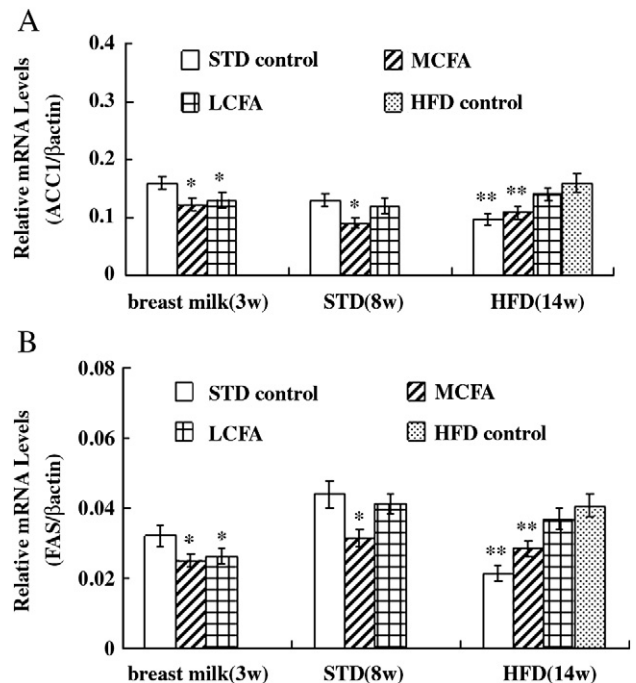 A
0.4
0.3
0.2
0.1
0
Relative mRNA Levels
(ACC1/βactin)
STD control
MCFA
LCFA
HFD control
* *
*
** **
breast milk(3w) STD(8w) HFD(14w)
B
0.08
0.06
0.04
0.02
0
Relative mRNA Levels
(FAS/βactin)
STD control
MCFA
LCFA
HFD control
* *
*
** **
breast milk(3w) STD(8w) HFD(14w)